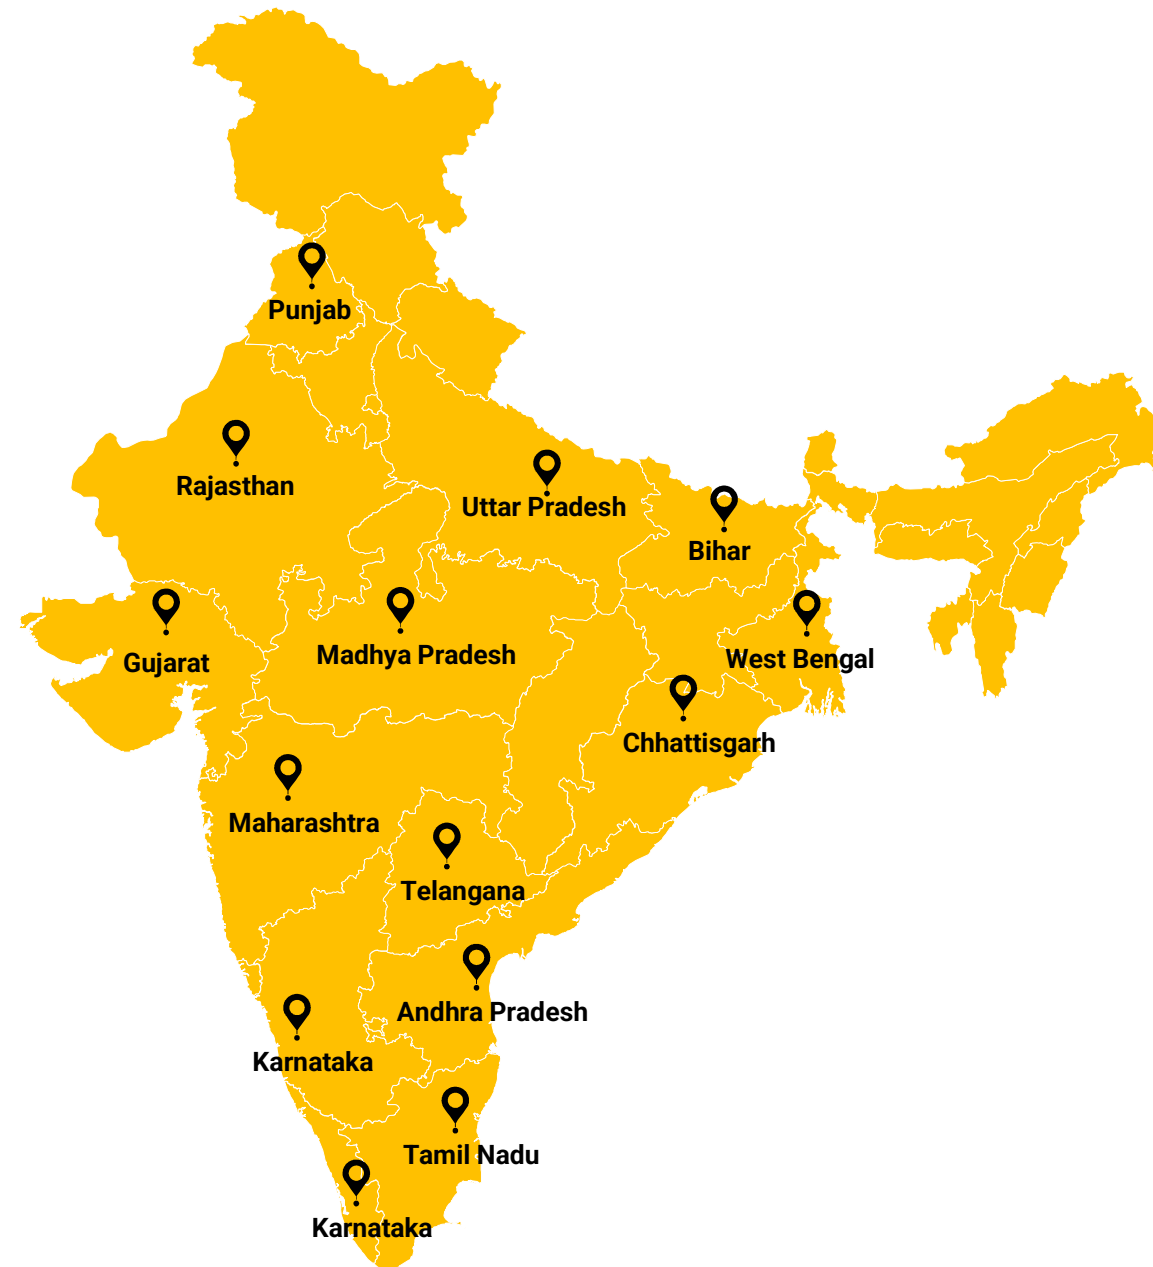 Punjab
Rajasthan
Uttar Pradesh
Bihar
Gujarat
Madhya Pradesh
West Bengal
Chhattisgarh
Maharashtra
Telangana
Andhra Pradesh
Karnataka
Tamil Nadu
Karnataka